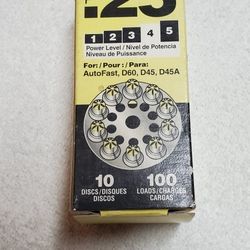 .25
1 2 3 4 5
Power Level / Nivel de Potencia
Niveau de Puissance
For: / Pour : / Para:
AutoFast, D60, D45, D45A
10
DISCS/DISQUES
DISCOS
100
LOADS/CHARGES
CARGAS